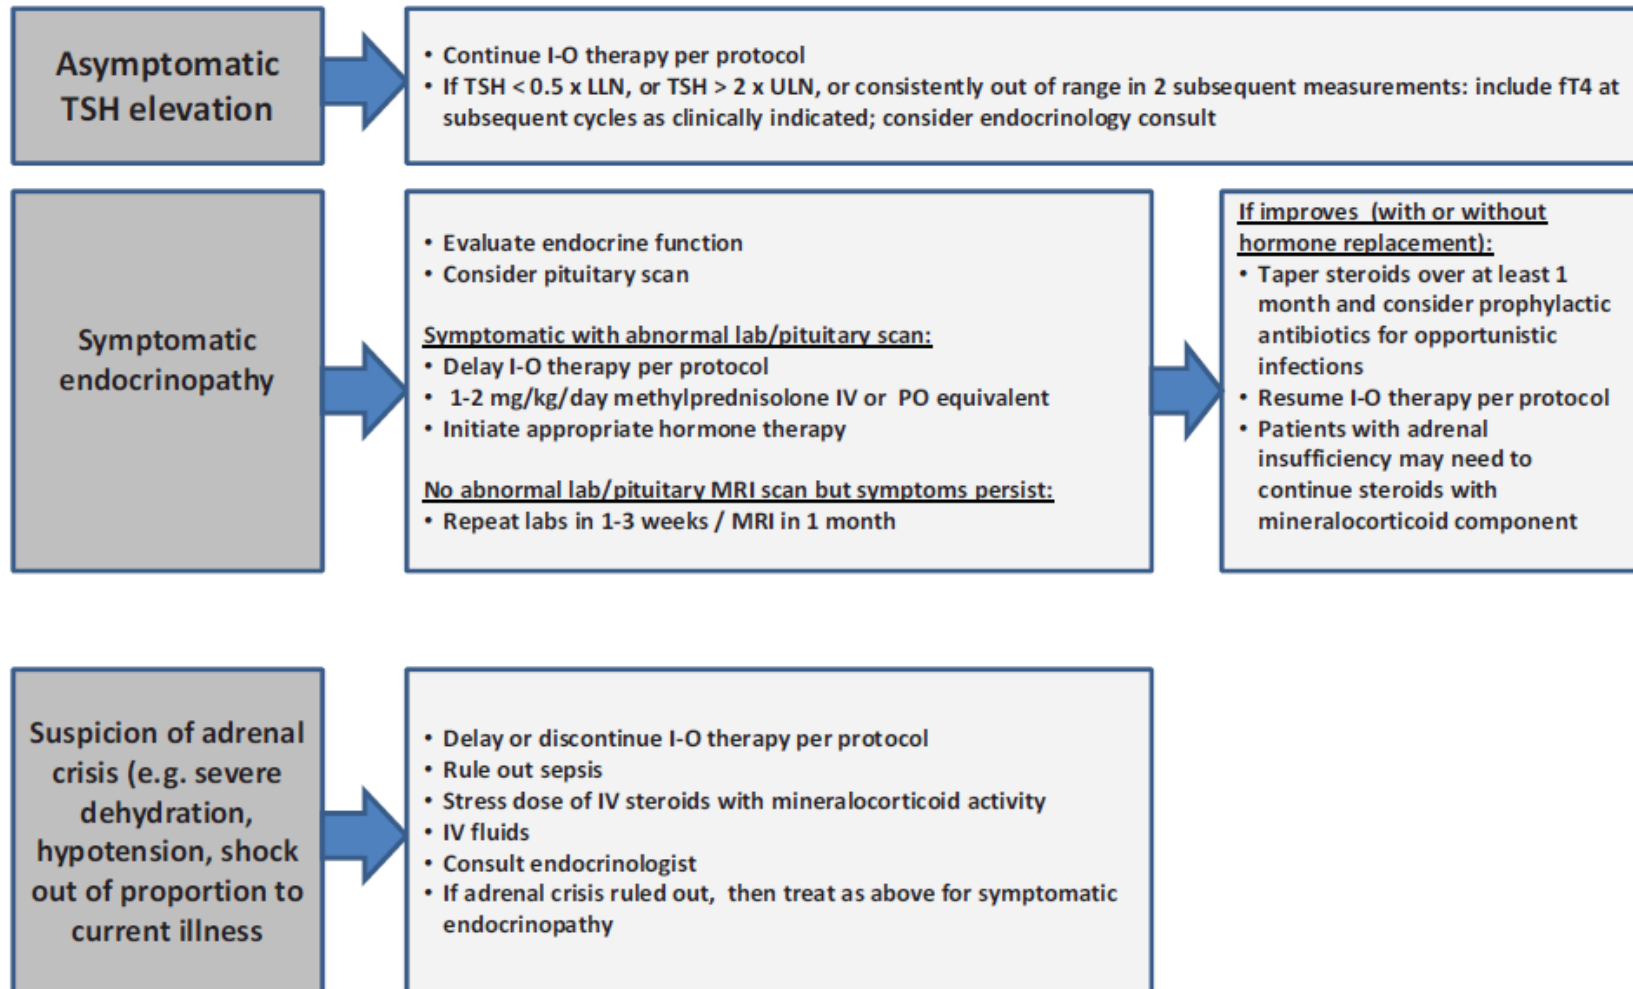 Asymptomatic
TSH elevation
• Continue I-O therapy per protocol
• If TSH < 0.5 x LLN, or TSH > 2 x ULN, or consistently out of range in 2 subsequent measurements: include fT4 at
subsequent cycles as clinically indicated; consider endocrinology consult
Symptomatic
endocrinopathy
• Evaluate endocrine function
• Consider pituitary scan
Symptomatic with abnormal lab/pituitary scan:
• Delay I-O therapy per protocol
• 1-2 mg/kg/day methylprednisolone IV or PO equivalent
• Initiate appropriate hormone therapy
No abnormal lab/pituitary MRI scan but symptoms persist:
• Repeat labs in 1-3 weeks / MRI in 1 month
If improves (with or without
hormone replacement):
• Taper steroids over at least 1
month and consider prophylactic
antibiotics for opportunistic
infections
• Resume I-O therapy per protocol
• Patients with adrenal
insufficiency may need to
continue steroids with
mineralocorticoid component
Suspicion of adrenal
crisis (e.g. severe
dehydration,
hypotension, shock
out of proportion to
current illness
• Delay or discontinue I-O therapy per protocol
• Rule out sepsis
• Stress dose of IV steroids with mineralocorticoid activity
• IV fluids
• Consult endocrinologist
• If adrenal crisis ruled out, then treat as above for symptomatic
endocrinopathy